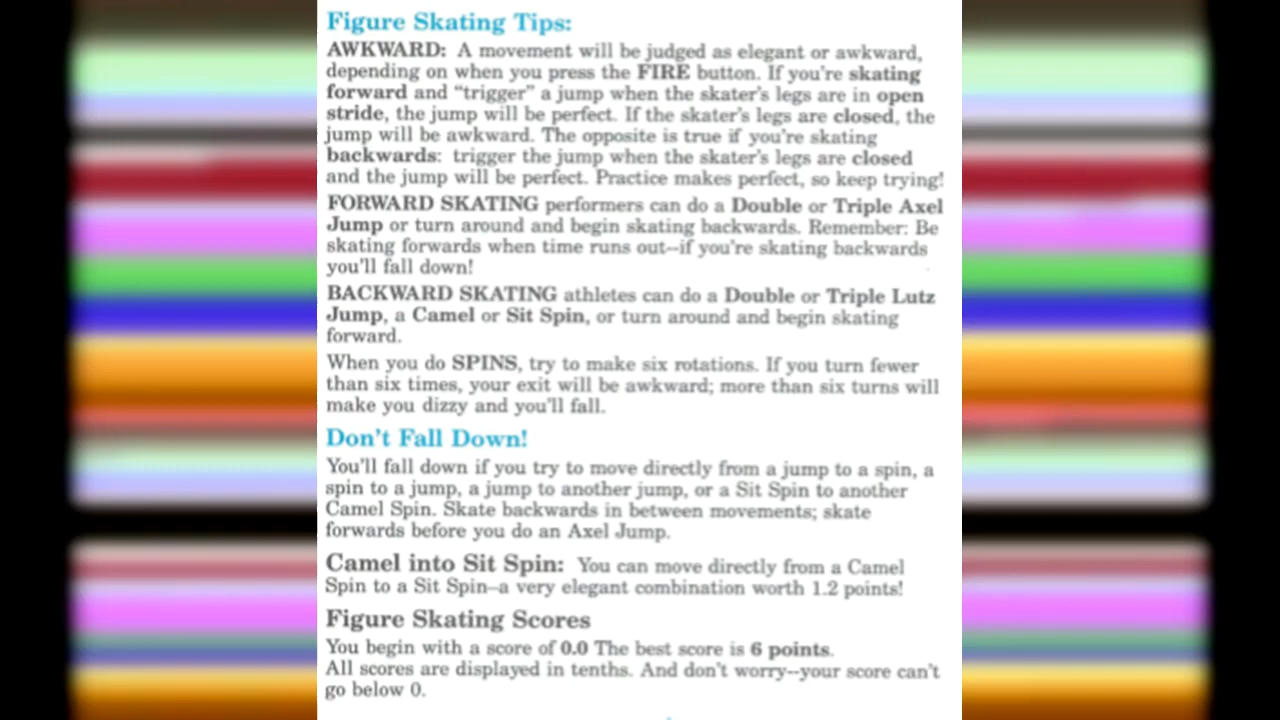 Figure Skating Tips:
AWKWARD: A movement will be judged as elegant or awkward,
depending on when you press the FIRE button. If you're skating
forward and "trigger" a jump when the skater's legs are in open
stride, the jump will be perfect. If the skater's legs are closed, the
jump will be awkward. The opposite is true if you're skating
backwards: trigger the jump when the skater's legs are closed
and the jump will be perfect. Practice makes perfect, so keep trying!
FORWARD SKATING performers can do a Double or Triple Axel
Jump or turn around and begin skating backwards. Remember: Be
skating forwards when time runs out--if you're skating backwards
you'll fall down!
BACKWARD SKATING athletes can do a Double or Triple Lutz
Jump, a Camel or Sit Spin, or turn around and begin skating
forward.
When you do SPINS, try to make six rotations. If you turn fewer
than six times, your exit will be awkward; more than six turns will
make you dizzy and you'll fall.
Don't Fall Down!
You'll fall down if you try to move directly from a jump to a spin, a
spin to a jump, a jump to another jump, or a Sit Spin to another
Camel Spin. Skate backwards in between movements; skate
forwards before you do an Axel Jump.
Camel into Sit Spin: You can move directly from a Camel
Spin to a Sit Spin--a very elegant combination worth 1.2 points!
Figure Skating Scores
You begin with a score of 0.0 The best score is 6 points.
All scores are displayed in tenths. And don't worry--your score can't
go below 0.